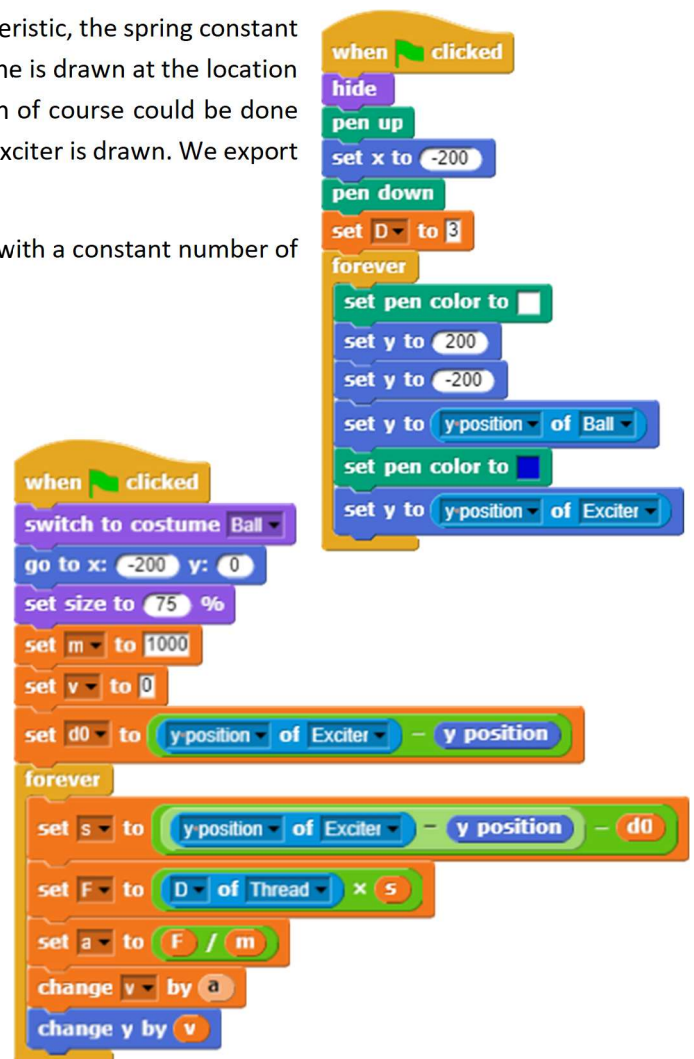 eristic, the spring constant
ne is drawn at the location
of course could be done
xciter is drawn. We export
with a constant number of
when clicked
hide
pen up
set x to -200
pen down
set D to 3
forever
set pen color to
set y to 200
set y to -200
set y to y-position of Ball
set pen color to
set y to y-position of Exciter
when clicked
switch to costume Ball
go to x: -200 y: 0
set size to 75 %
set m to 1000
set v to 0
set d0 to y-position of Exciter - y position
forever
set s to y-position of Exciter - y position - d0
set F to D of Thread × s
set a to F / m
change v by a
change y by v